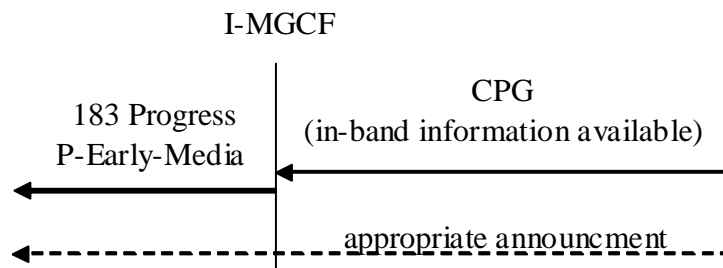 I-MGCF
183 Progress
P-Early-Media
CPG
(in-band information available)
appropriate announcment